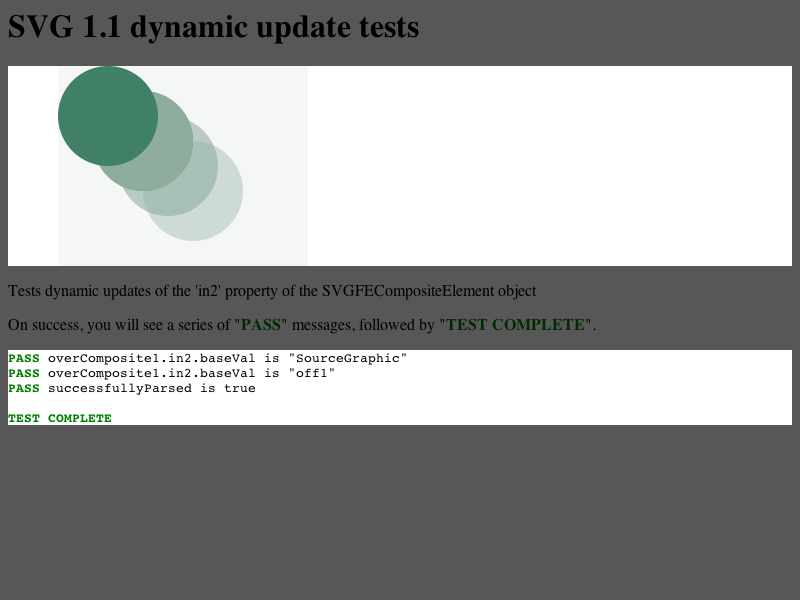 SVG 1.1 dynamic update tests
Tests dynamic updates of the 'in2' property of the SVGFECompositeElement object
On success, you will see a series of "PASS" messages, followed by "TEST COMPLETE".
PASS overComposite1.in2.baseVal is "SourceGraphic"
PASS overComposite1.in2.baseVal is "off1"
PASS successfullyParsed is true
TEST COMPLETE